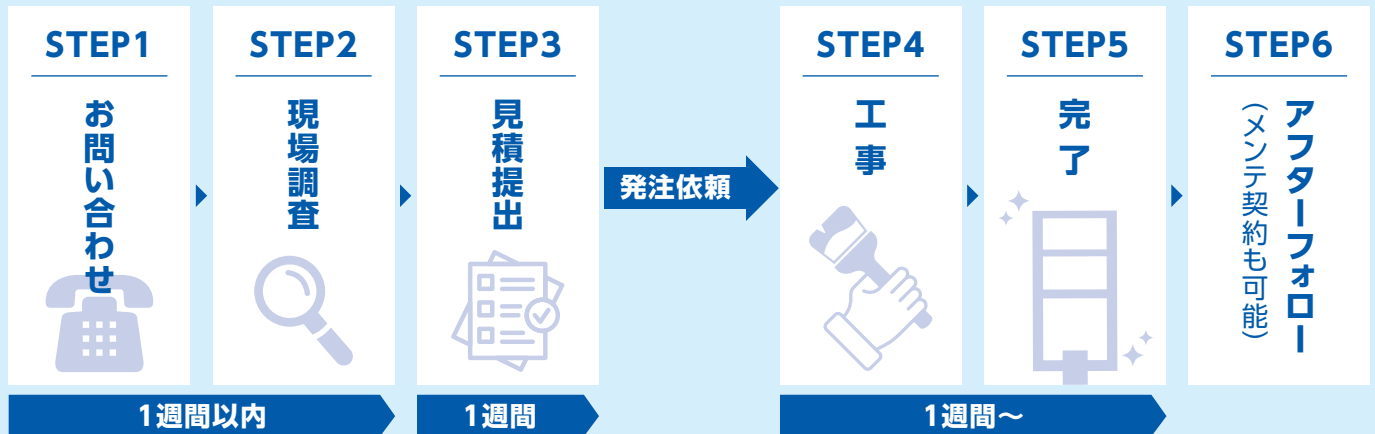 STEP1
お問い合わせ
STEP2
現場調査
STEP3
見積提出
発注依頼
STEP4
工事
STEP5
完了
STEP6
アフターフォロー
（メンテ契約も可能）
1週間以内
1週間
1週間～